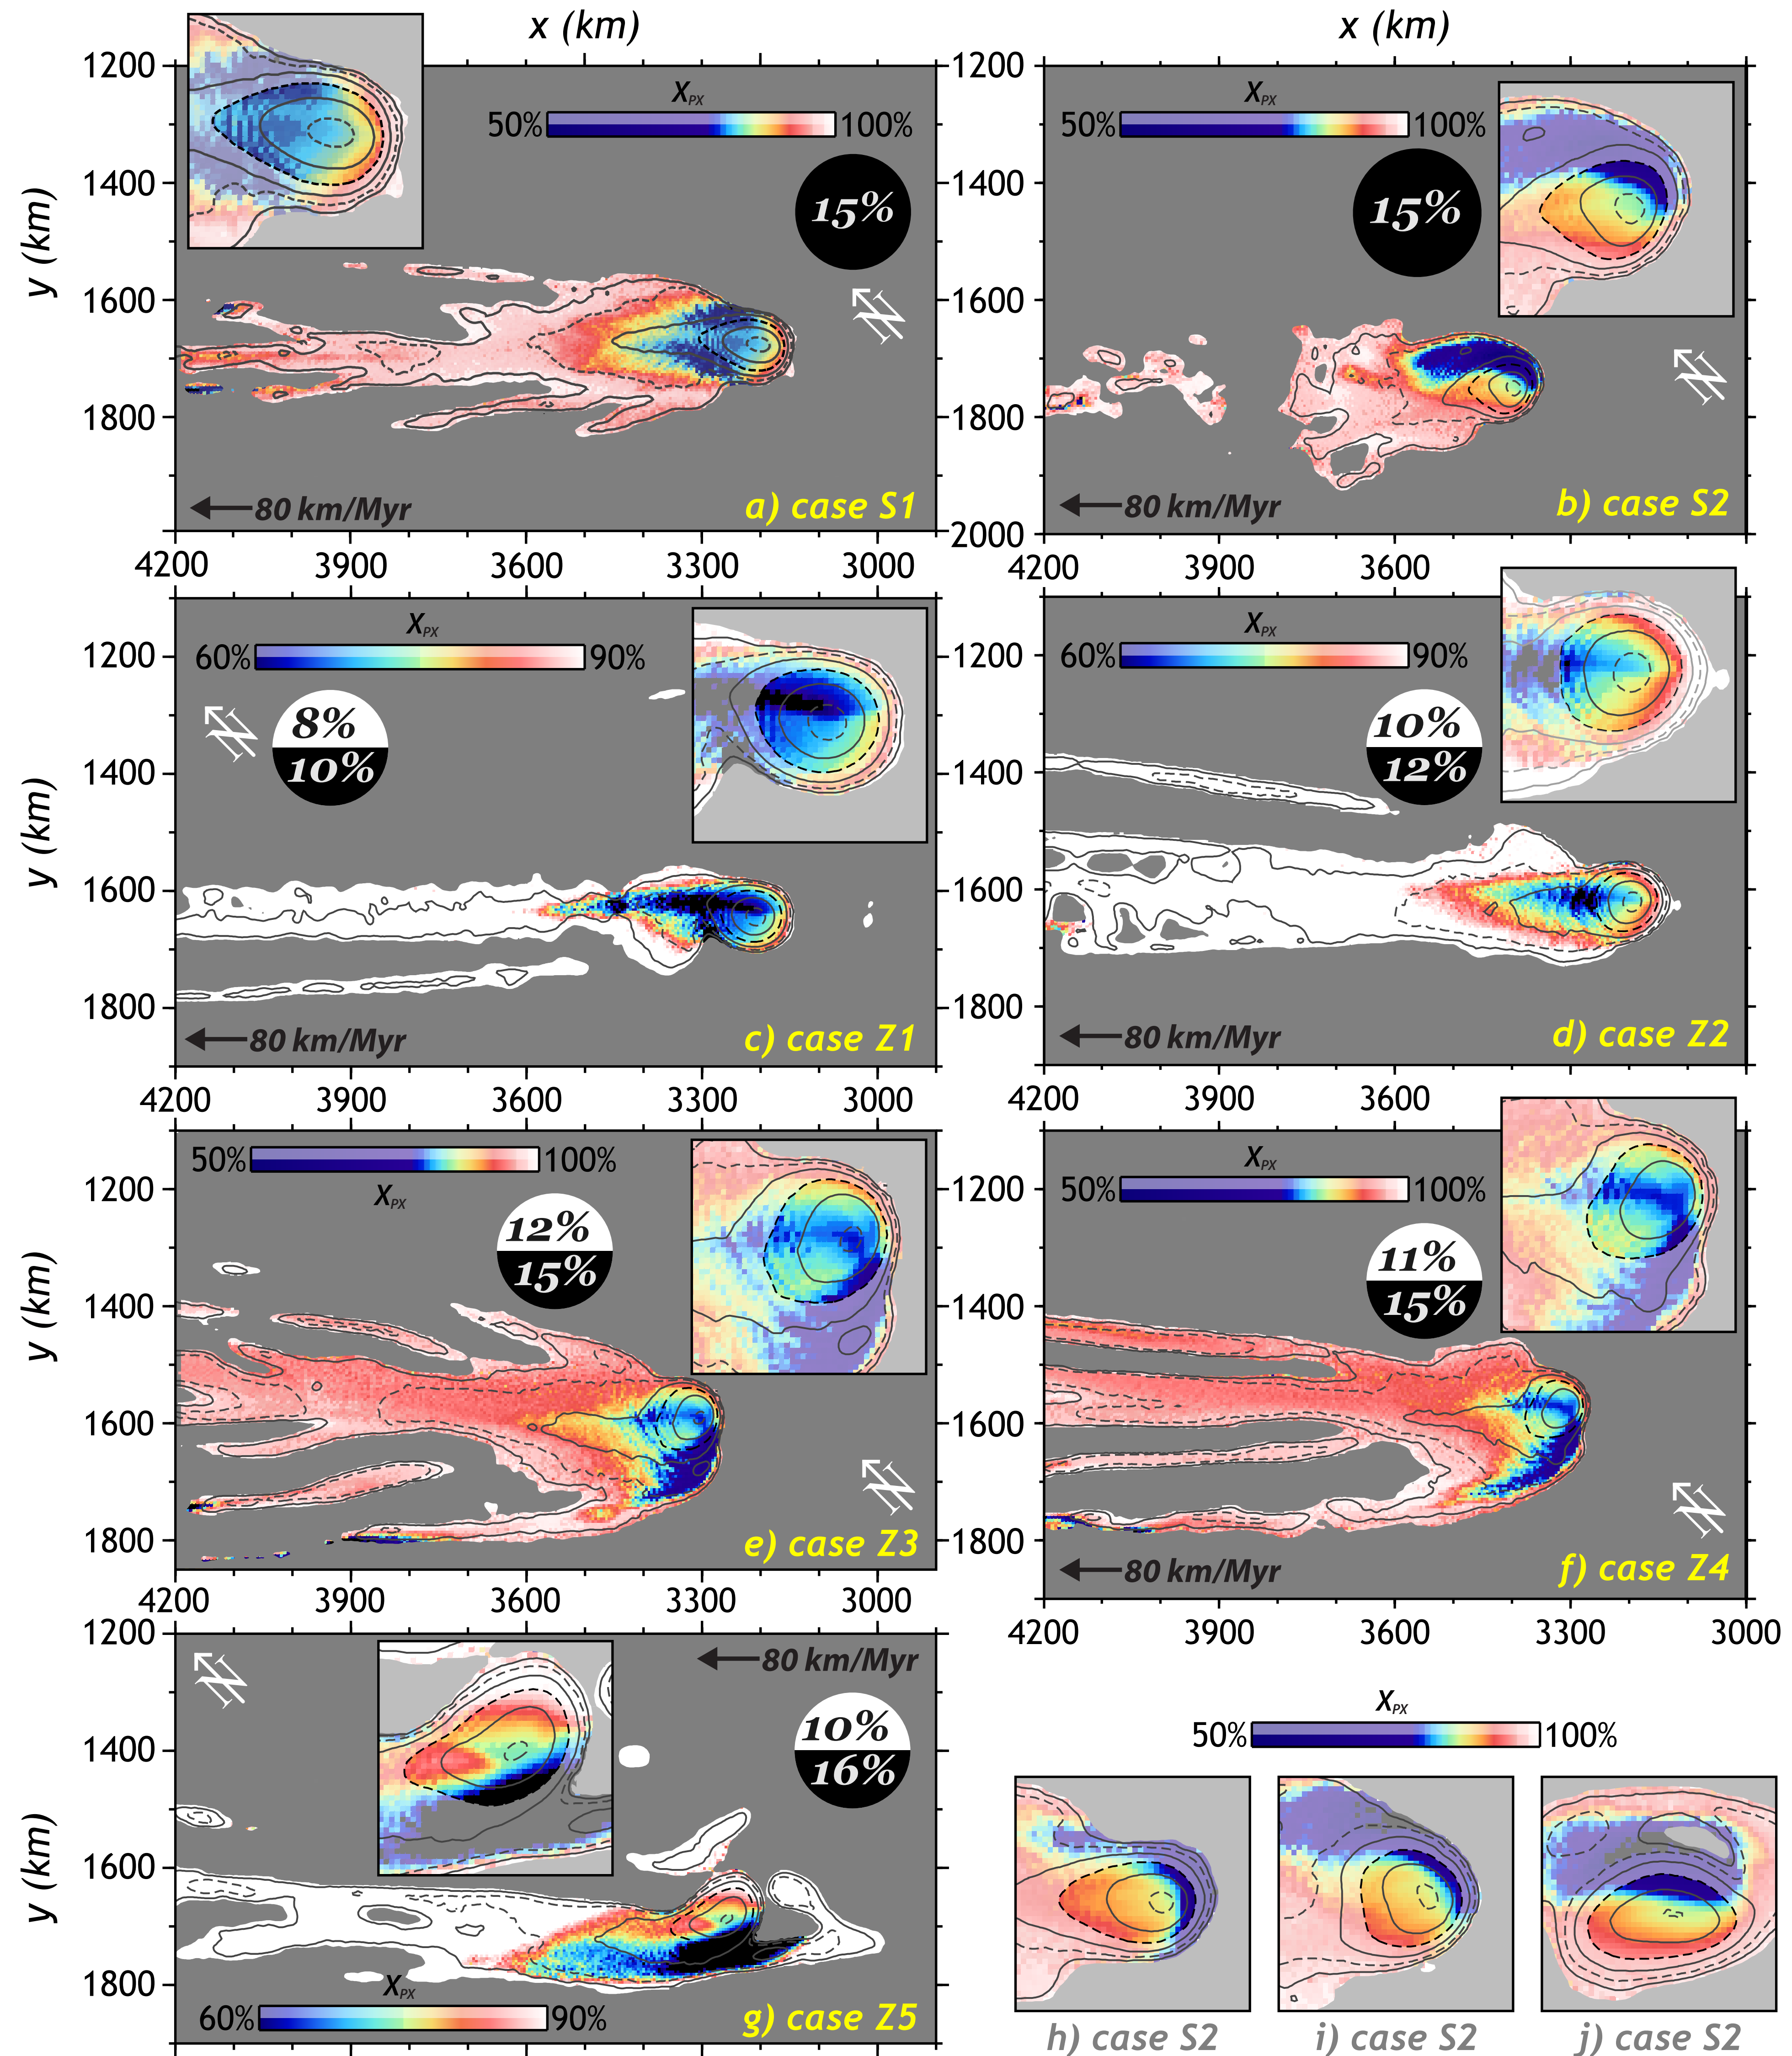 x (km)
x (km)
1200
1400
1600
1800
y (km)
X_PX
50%
100%
15%
N
80 km/Myr
a) case S1
1200
1400
1600
1800
2000
X_PX
50%
100%
15%
N
80 km/Myr
b) case S2
4200 3900 3600 3300 3000
4200 3900 3600
1200
1400
1600
1800
y (km)
X_PX
60%
90%
N
8%
10%
80 km/Myr
c) case Z1
1200
1400
1600
1800
X_PX
60%
90%
10%
12%
80 km/Myr
d) case Z2
4200 3900 3600 3300 3000
4200 3900 3600
1200
1400
1600
1800
y (km)
50%
100%
X_PX
12%
15%
N
e) case Z3
1200
1400
1600
1800
X_PX
50%
100%
11%
15%
N
80 km/Myr
f) case Z4
4200 3900 3600 3300 3000
4200 3900 3600 3300 3000
1200
1400
1600
1800
y (km)
N
80 km/Myr
10%
16%
X_PX
60%
90%
g) case Z5
X_PX
50%
100%
h) case S2
i) case S2
j) case S2